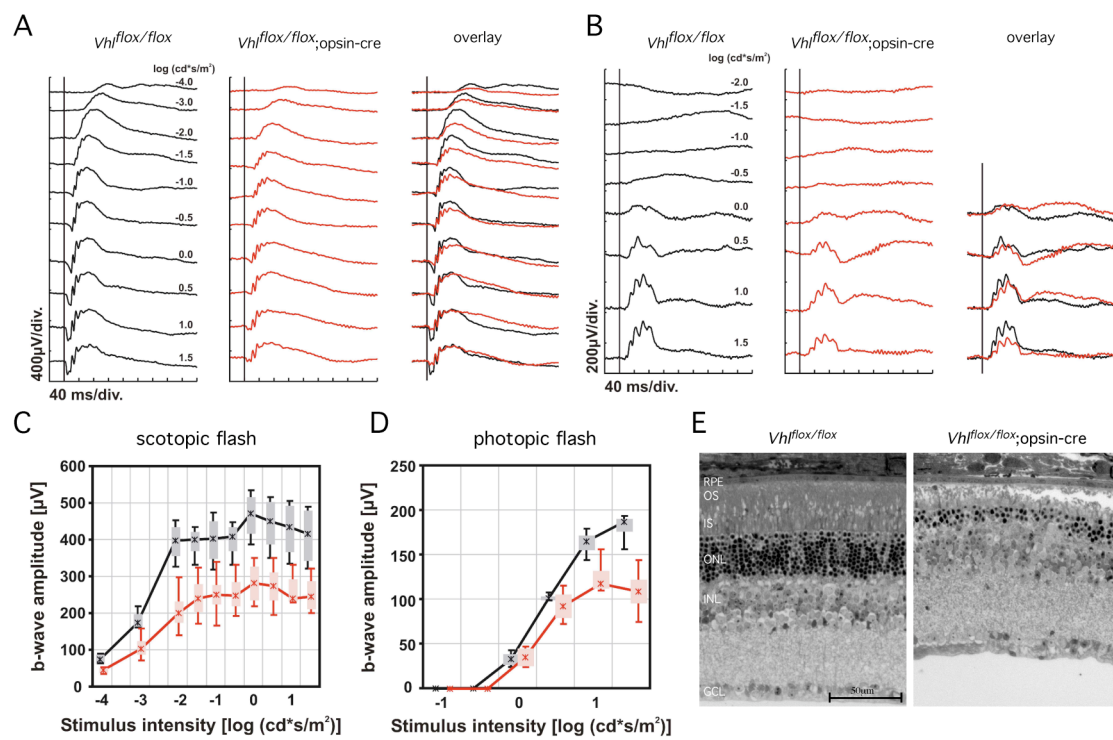 A
Vhlflox/flox
Vhlflox/flox;opsin-cre
overlay
log (cd*s/m²)
-4.0
-3.0
-2.0
-1.5
-1.0
-0.5
0.0
0.5
1.0
1.5
400µV/div.
40 ms/div.
B
Vhlflox/flox
Vhlflox/flox;opsin-cre
overlay
log (cd*s/m²)
-2.0
-1.5
-1.0
-0.5
0.0
0.5
1.0
1.5
200µV/div.
40 ms/div.
C
scotopic flash
b-wave amplitude [µV]
600
500
400
300
200
100
0
-4 -3 -2 -1 0 1
Stimulus intensity [log (cd*s/m²)]
D
photopic flash
b-wave amplitude [µV]
250
200
150
100
50
0
-1 0 1
Stimulus intensity [log (cd*s/m²)]
E
Vhlflox/flox
Vhlflox/flox;opsin-cre
RPE
OS
IS
ONL
INL
GCL
50µm